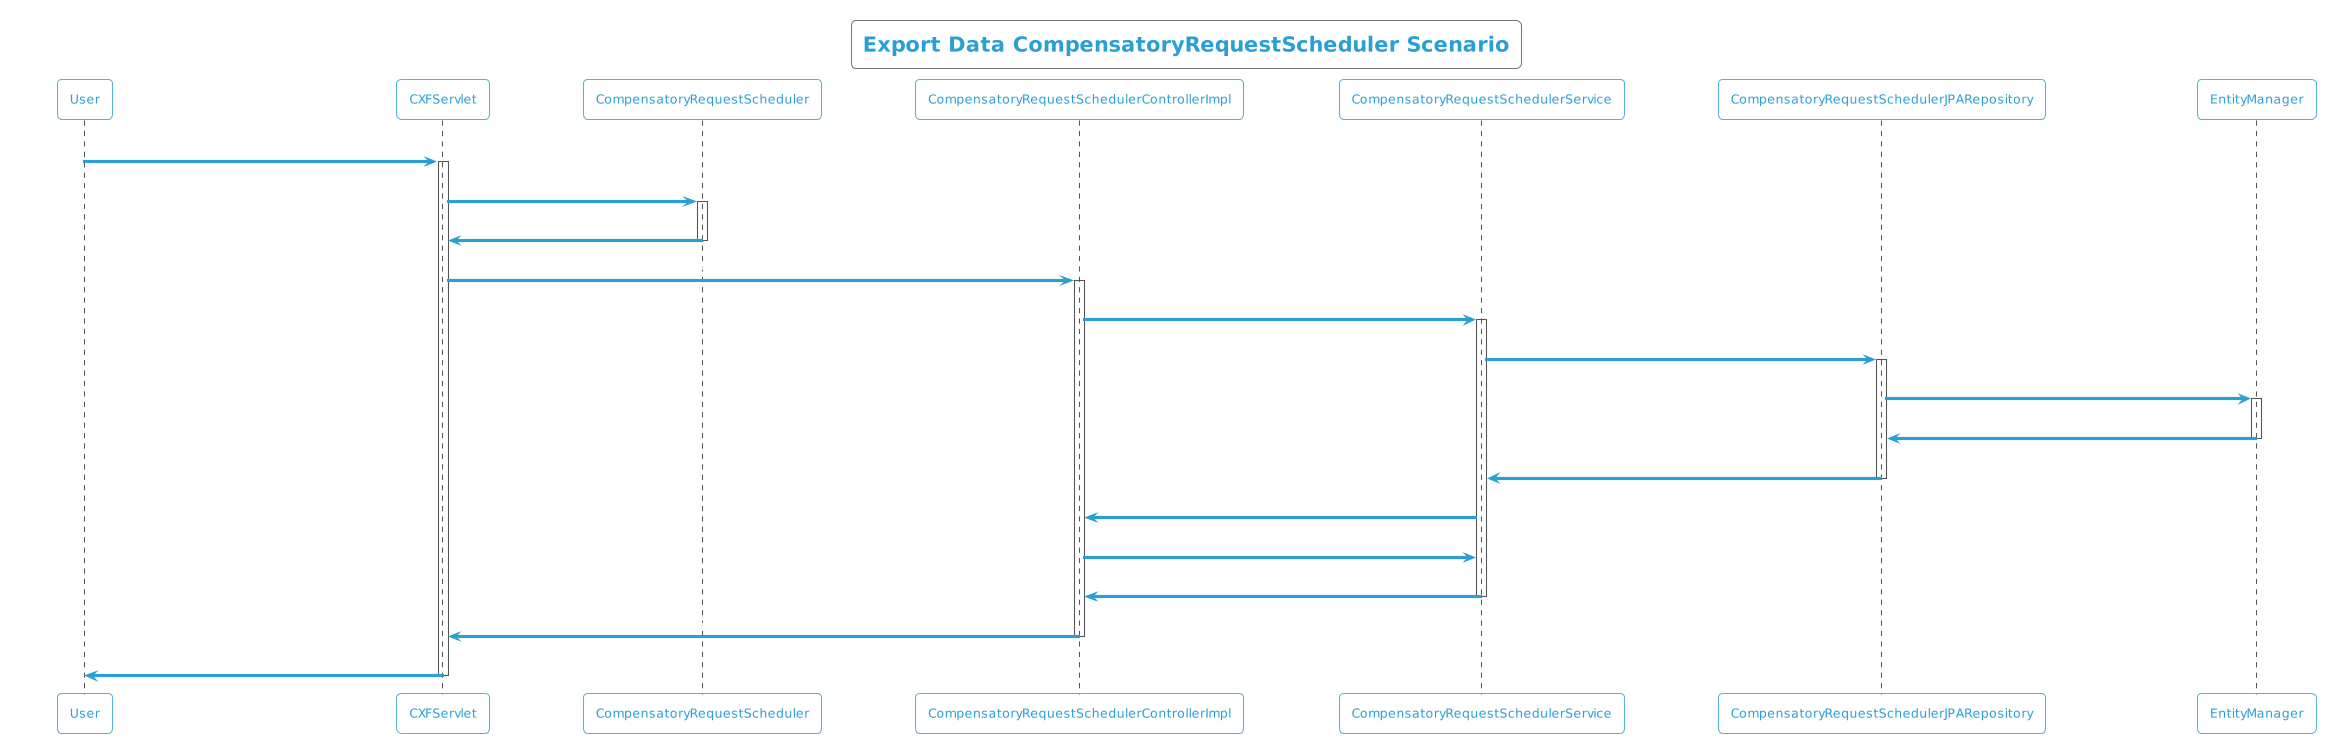 Export Data CompensatoryRequestScheduler Scenario
User
CXFServlet
CompensatoryRequestScheduler
CompensatoryRequestSchedulerControllerImpl
CompensatoryRequestSchedulerService
CompensatoryRequestSchedulerJPARepository
EntityManager
User
CXFServlet
CompensatoryRequestScheduler
CompensatoryRequestSchedulerControllerImpl
CompensatoryRequestSchedulerService
CompensatoryRequestSchedulerJPARepository
EntityManager